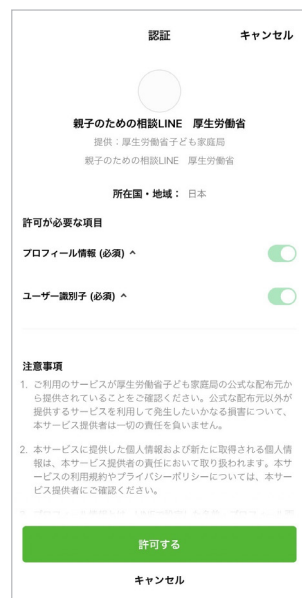 認証
キャンセル
親子のための相談LINE 厚生労働省
提供：厚生労働省子ども家庭局
親子のための相談LINE 厚生労働省
所在国・地域： 日本
許可が必要な項目
プロフィール情報 (必須) ^
ユーザー識別子 (必須) ^
注意事項
1. ご利用のサービスが厚生労働省子ども家庭局の公式な配布元か
ら提供されていることをご確認ください。公式な配布元以外が
提供するサービスを利用して発生したいかなる損害について、
本サービス提供者は一切の責任を負いません。
2. 本サービスに提供した個人情報および新たに取得される個人情
報は、本サービス提供者の責任において取り扱われます。本サ
ービスの利用規約やプライバシーポリシーについては、本サー
ビス提供者にご確認ください。
許可する
キャンセル